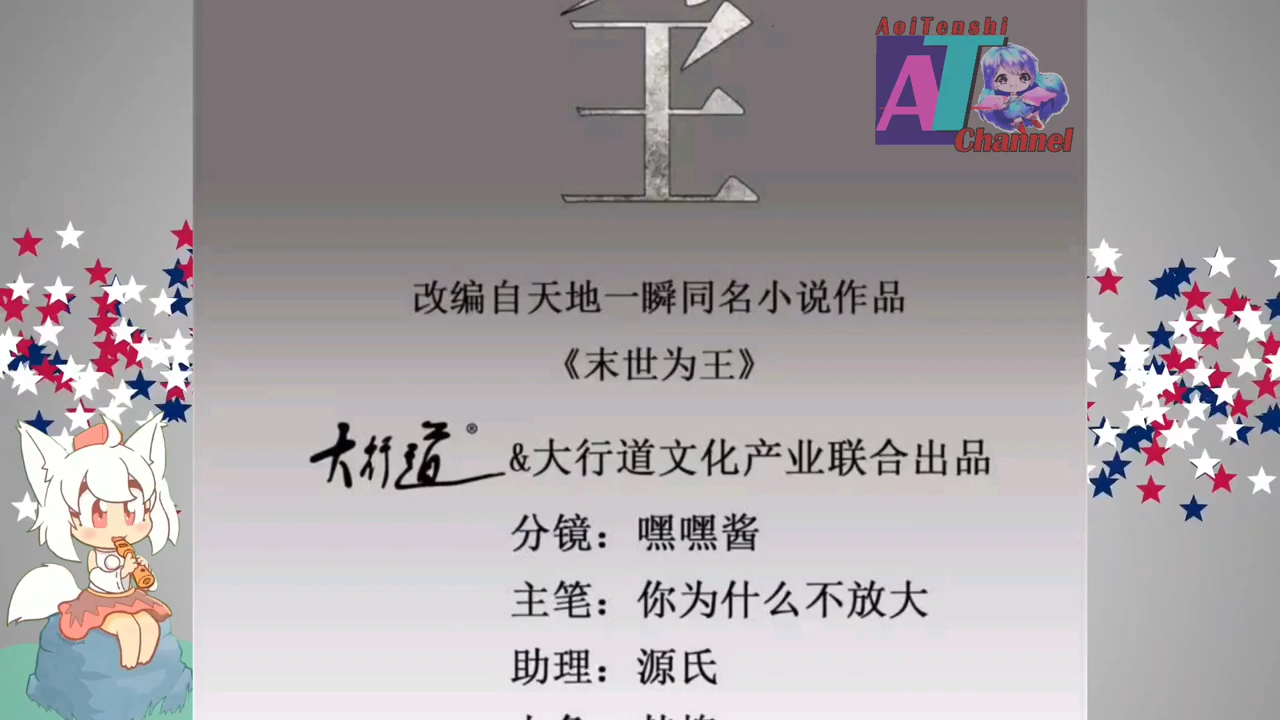 AoiTenshi
AT
Channel
王
改编自天地一瞬同名小说作品
《末世为王》
大行道® &大行道文化产业联合出品
分镜：嘿嘿酱
主笔：你为什么不放大
助理：源氏